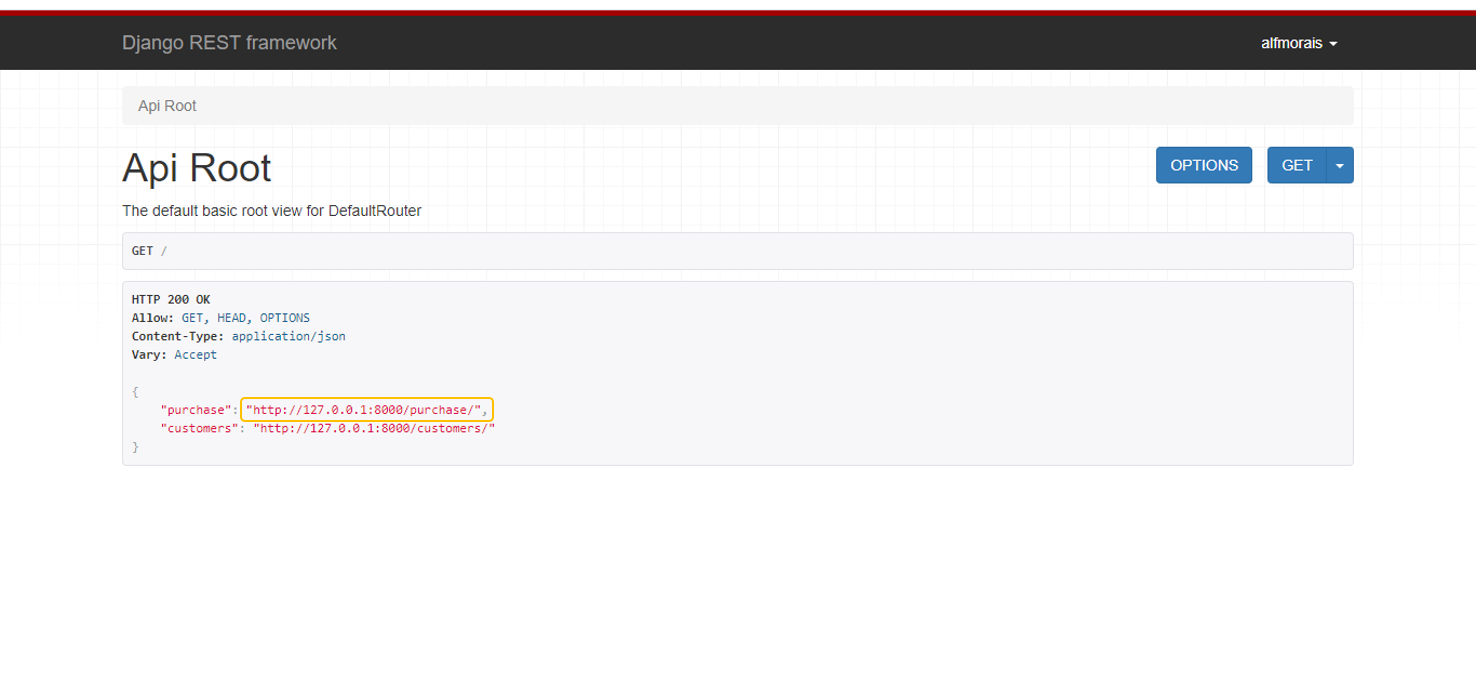 Django REST framework
alfmorais
Api Root
Api Root
OPTIONS
GET
The default basic root view for DefaultRouter
GET /
HTTP 200 OK
Allow: GET, HEAD, OPTIONS
Content-Type: application/json
Vary: Accept
{
    "purchase": "http://127.0.0.1:8000/purchase/",
    "customers": "http://127.0.0.1:8000/customers/"
}